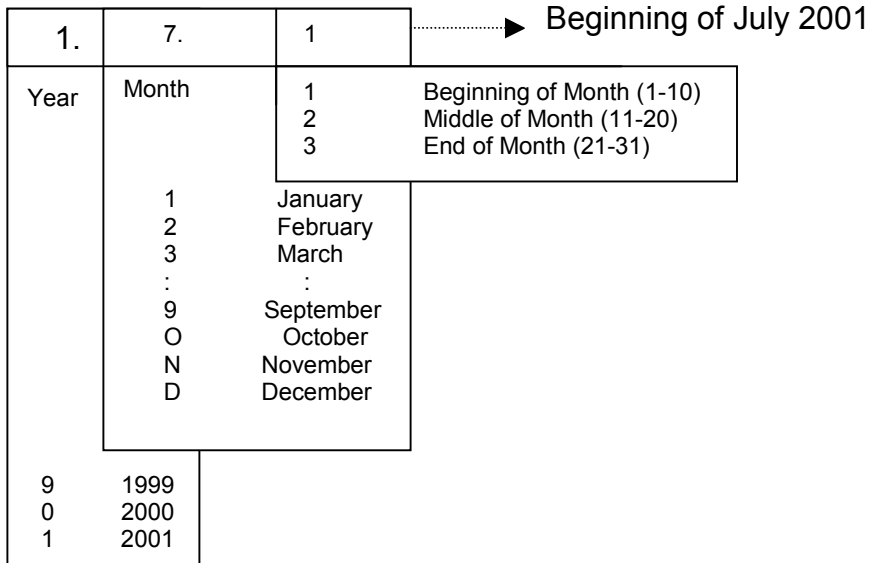 1. 7. 1 Beginning of July 2001
Year Month 1 Beginning of Month (1-10)
2 Middle of Month (11-20)
3 End of Month (21-31)
1 January
2 February
3 March
: :
9 September
O October
N November
D December
9 1999
0 2000
1 2001